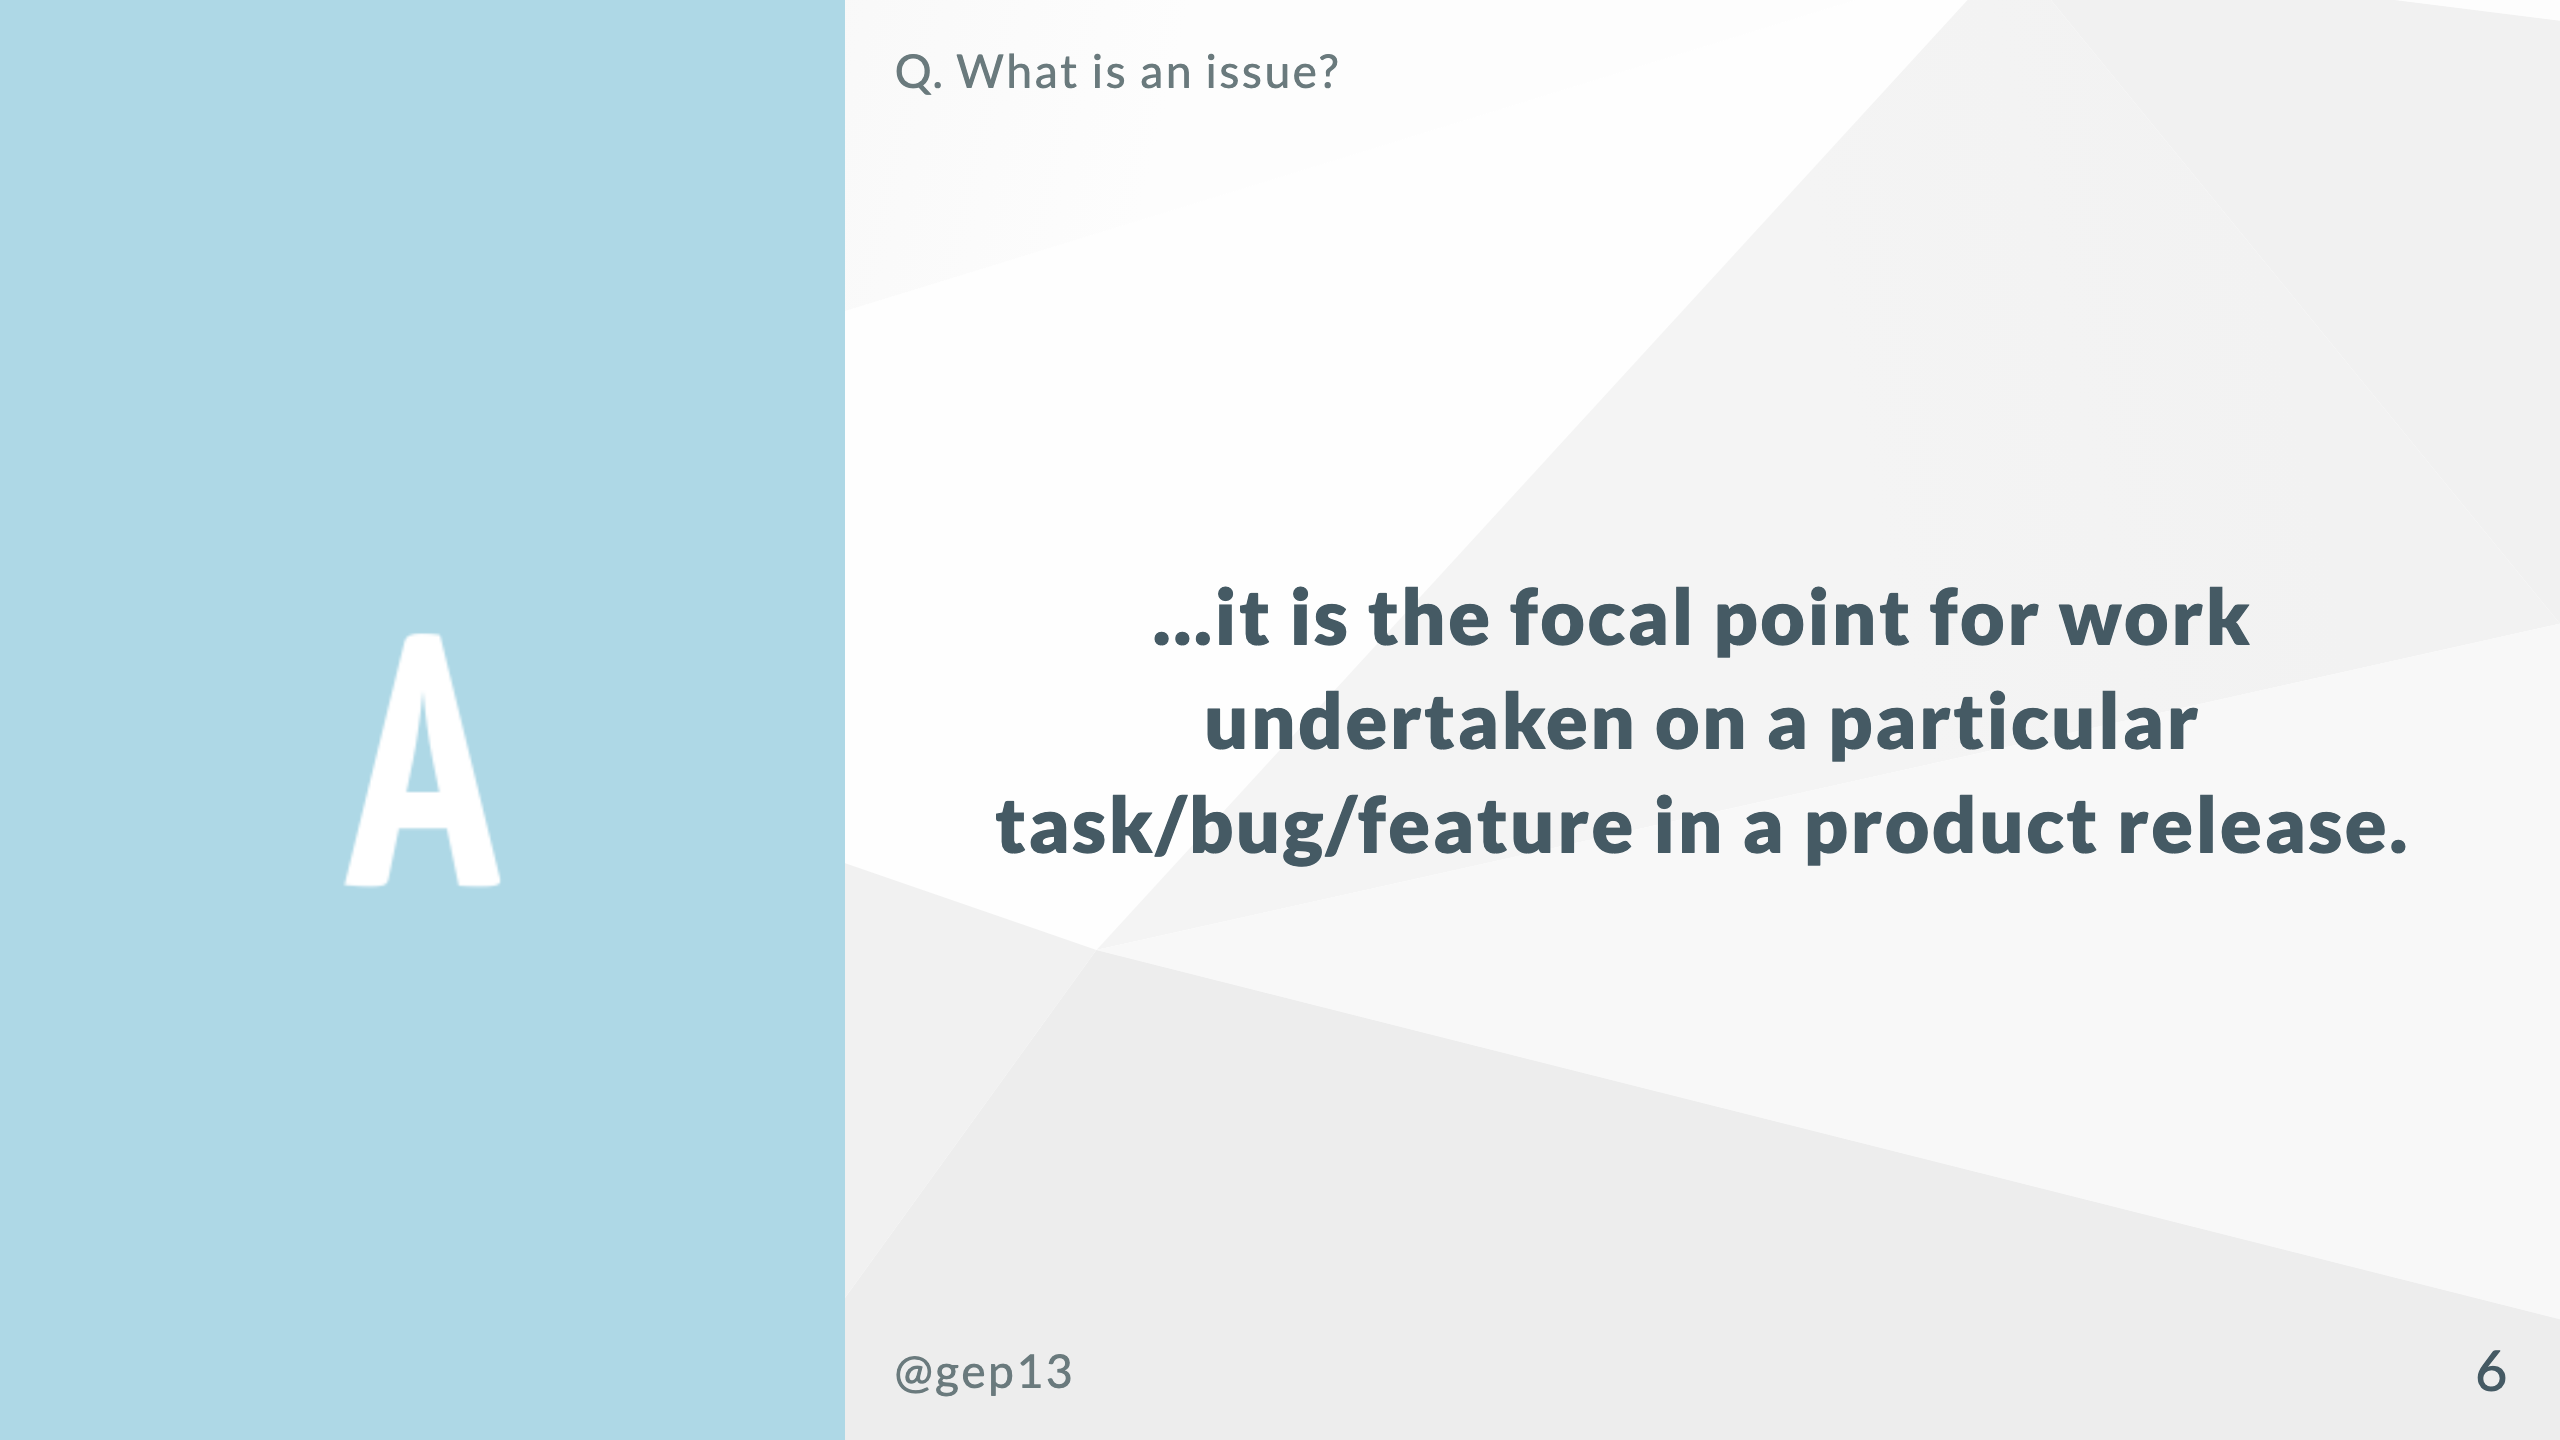 Q. What is an issue?
A
...it is the focal point for work
undertaken on a particular
task/bug/feature in a product release.
@gep13
6